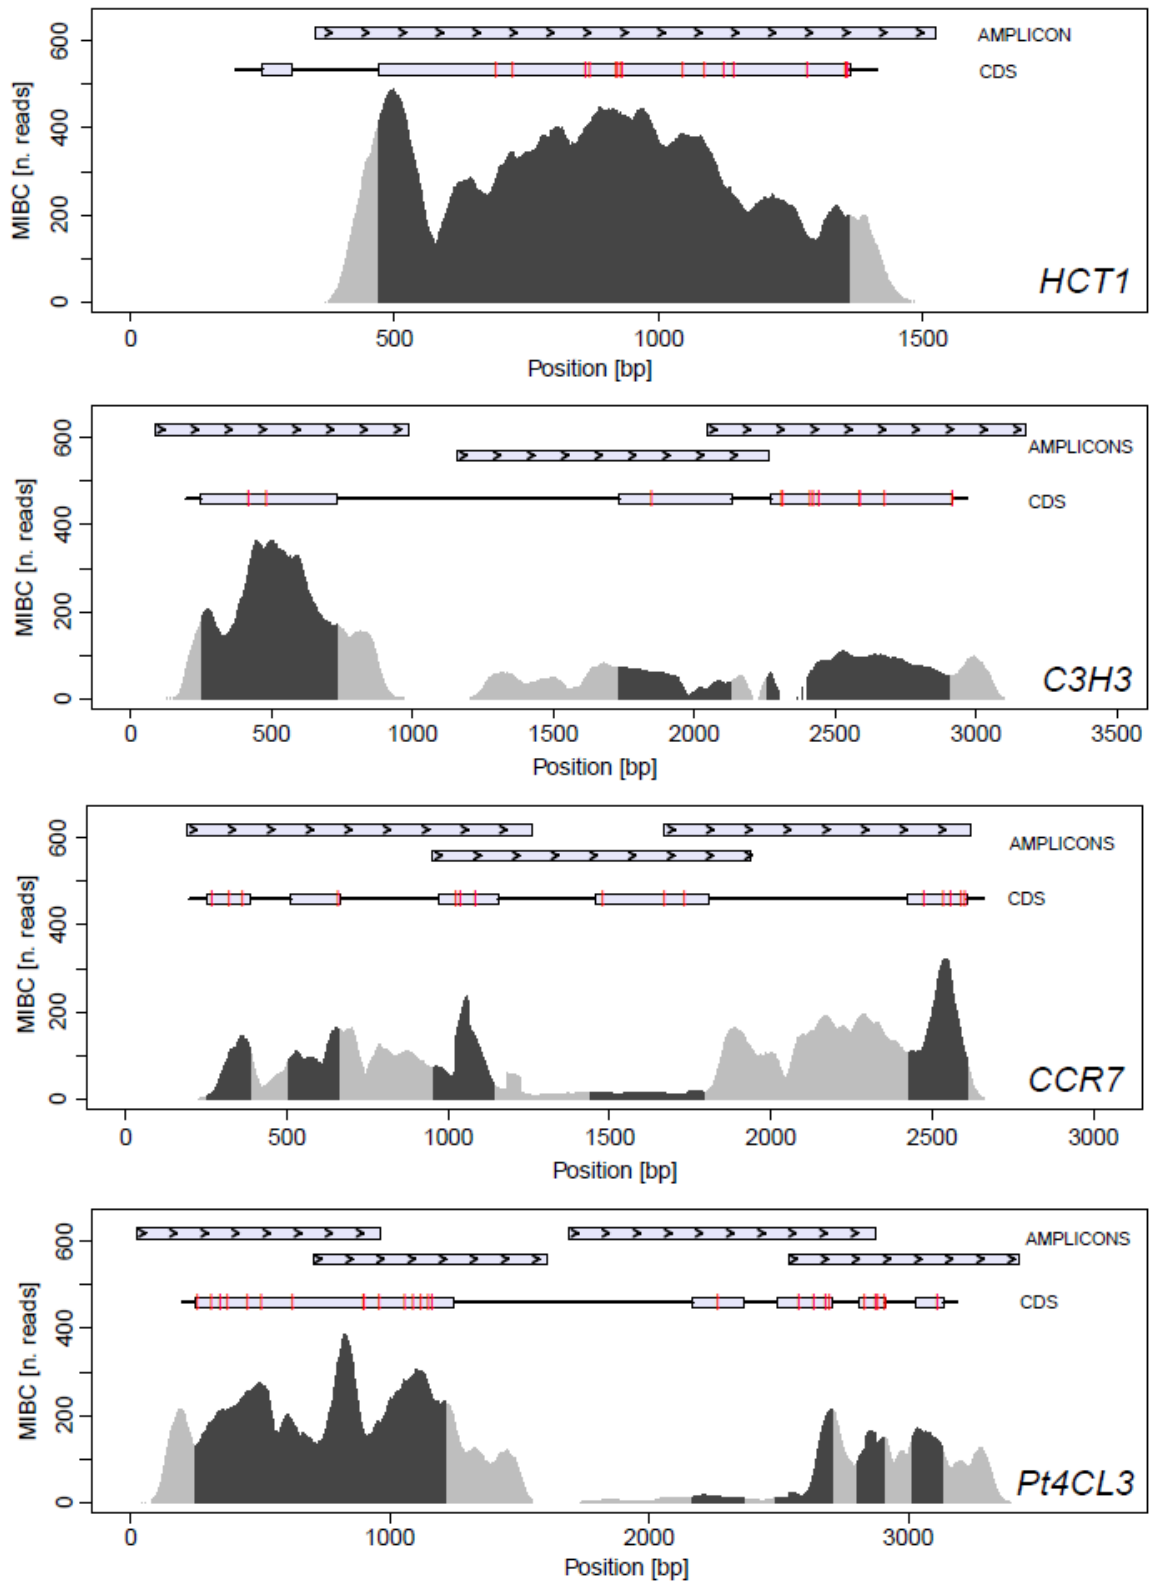 AMPLICON
CDS
MIBC [n. reads]
600
400
200
0
HCT1
0 500 1000 1500
Position [bp]
AMPLICONS
CDS
MIBC [n. reads]
600
400
200
0
C3H3
0 500 1000 1500 2000 2500 3000 3500
Position [bp]
AMPLICONS
CDS
MIBC [n. reads]
600
400
200
0
CCR7
0 500 1000 1500 2000 2500 3000
Position [bp]
AMPLICONS
CDS
MIBC [n. reads]
600
400
200
0
Pt4CL3
0 1000 2000 3000
Position [bp]